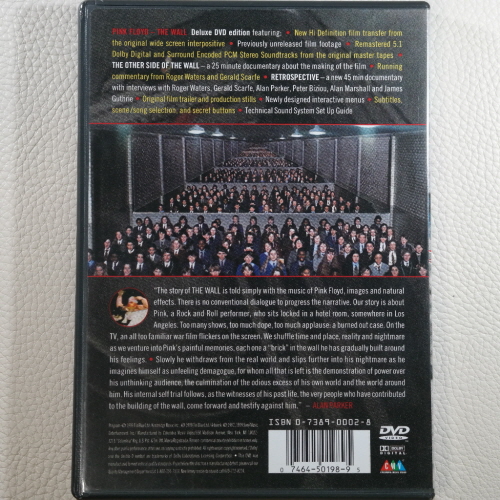 PINK FLOYD – THE WALL Deluxe DVD edition featuring: • New Hi Definition film transfer from
the original wide screen interpositive • Previously unreleased film footage • Remastered 5.1
Dolby Digital and Surround Encoded PCM Stereo Soundtracks from the original master tapes •
THE OTHER SIDE OF THE WALL – a 25 minute documentary about the making of the film • Running
commentary from Roger Waters and Gerald Scarfe • RETROSPECTIVE – a new 45 min documentary
with interviews with Roger Waters, Gerald Scarfe, Alan Parker, Peter Biziou, Alan Marshall and James
Guthrie • Original film trailer and production stills • Newly designed interactive menus • Subtitles,
scene/song selection, and secret buttons • Technical Sound System Set Up Guide
"The story of THE WALL is told simply with the music of Pink Floyd, images and natural
effects. There is no conventional dialogue to progress the narrative. Our story is about
Pink, a Rock and Roll performer, who sits locked in a hotel room, somewhere in Los
Angeles. Too many shows, too much dope, too much applause: a burned out case. On
the TV, an all too familiar war film flickers on the screen. We shuffle time and place, reality and nightmare
as we venture into Pink's painful memories, each one a "brick" in the wall he has gradually built around
his feelings. • Slowly he withdraws from the real world and slips further into his nightmare as he
imagines himself as unfeeling demagogue, for whom all that is left is the demonstration of power over
his unthinking audience, the culmination of the odious excess of his own world and the world around
him. His internal self trial follows, as the witnesses of his past life, the very people who have contributed
to the building of the wall, come forward and testify against him." – ALAN PARKER
ISBN 0-7389-0002-8
0 74644 50198 9 5
DVD
VIDEO
DOLBY
DIGITAL
CMV